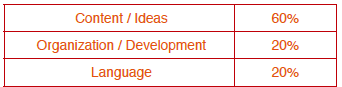 Content / Ideas 60%
Organization / Development 20%
Language 20%